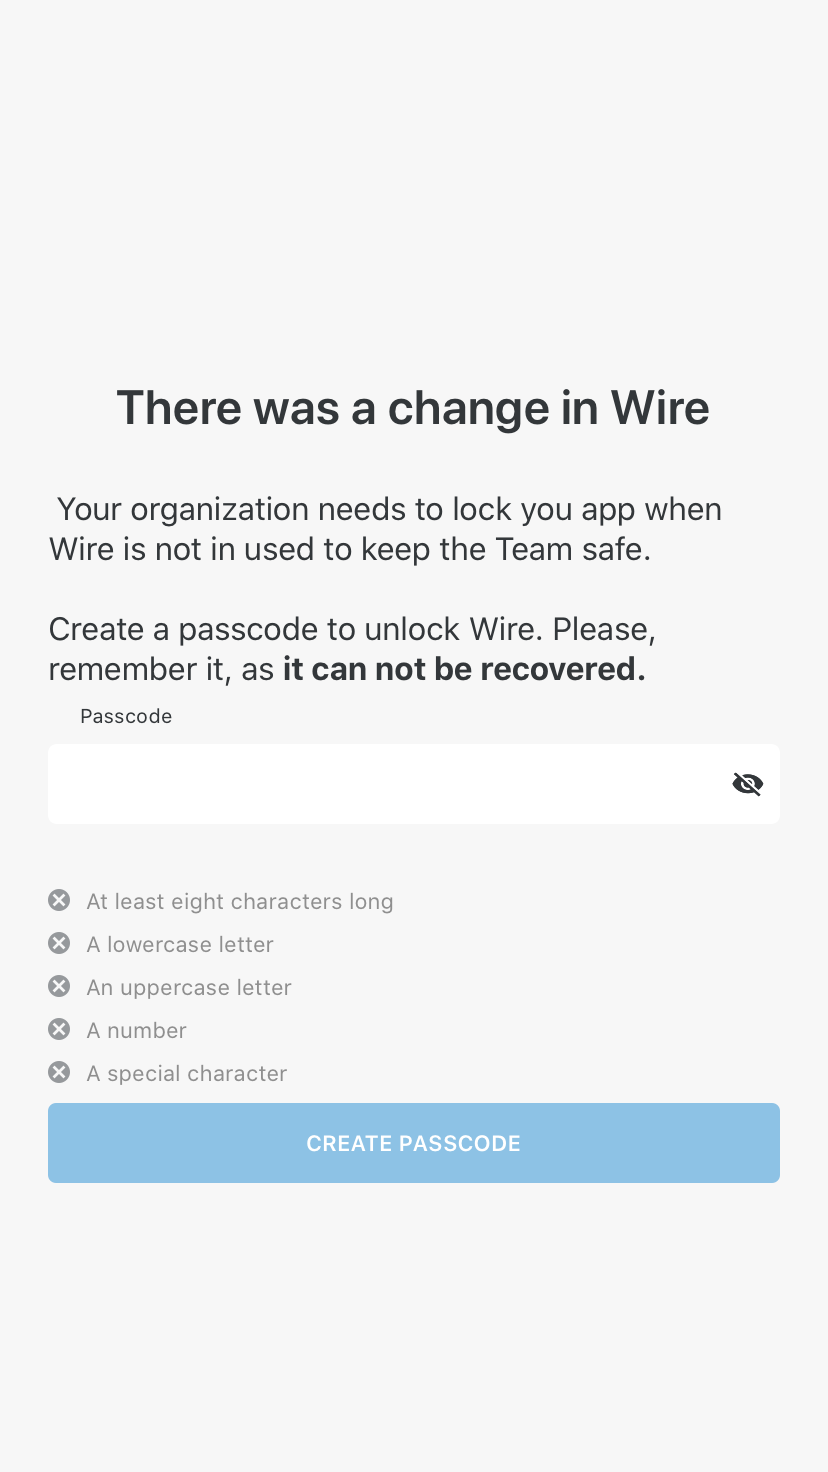 There was a change in Wire
Your organization needs to lock you app when
Wire is not in used to keep the Team safe.
Create a passcode to unlock Wire. Please,
remember it, as it can not be recovered.
Passcode
At least eight characters long
A lowercase letter
An uppercase letter
A number
A special character
CREATE PASSCODE